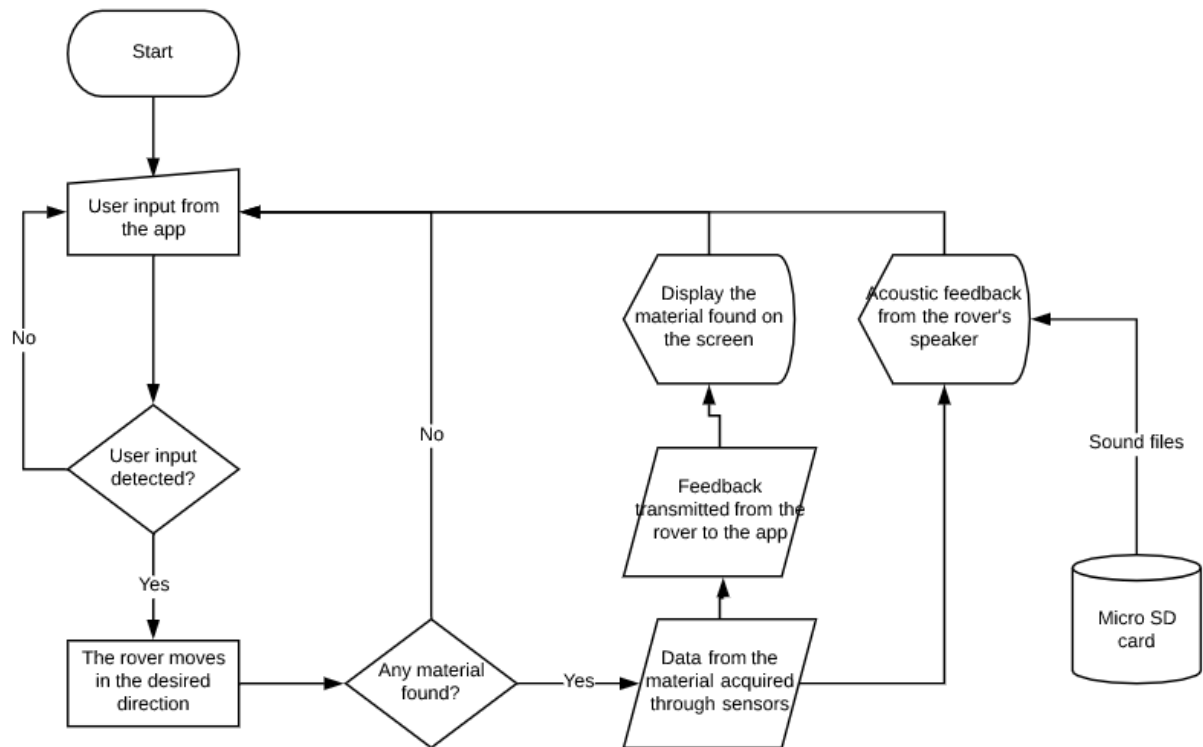 Start
User input from
the app
No
User input
detected?
Yes
The rover moves
in the desired
direction
Any material
found?
No
Yes
Data from the
material acquired
through sensors
Feedback
transmitted from the
rover to the app
Display the
material found on
the screen
Acoustic feedback
from the rover's
speaker
Sound files
Micro SD
card